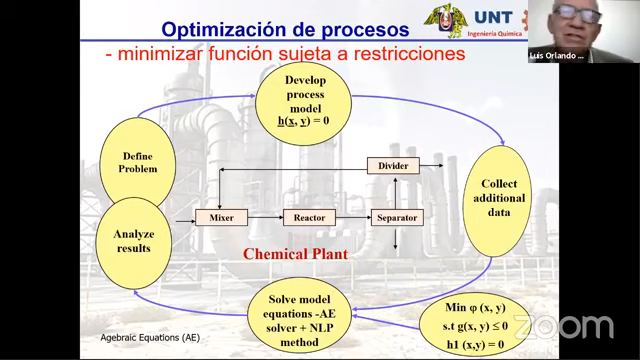 Optimización de procesos
- minimizar función sujeta a restricciones
UNT
Ingeniería Química
Luis Orlando ...
Develop
process
model
h(x, y) = 0
Define
Problem
Collect
additional
data
Divider
Mixer
Reactor
Separator
Analyze
results
Chemical Plant
Solve model
equations -AE
solver + NLP
method
Min φ (x, y)
s.t g(x, y) ≤ 0
h1 (x,y) = 0
Agebraic Equations (AE)
zoom